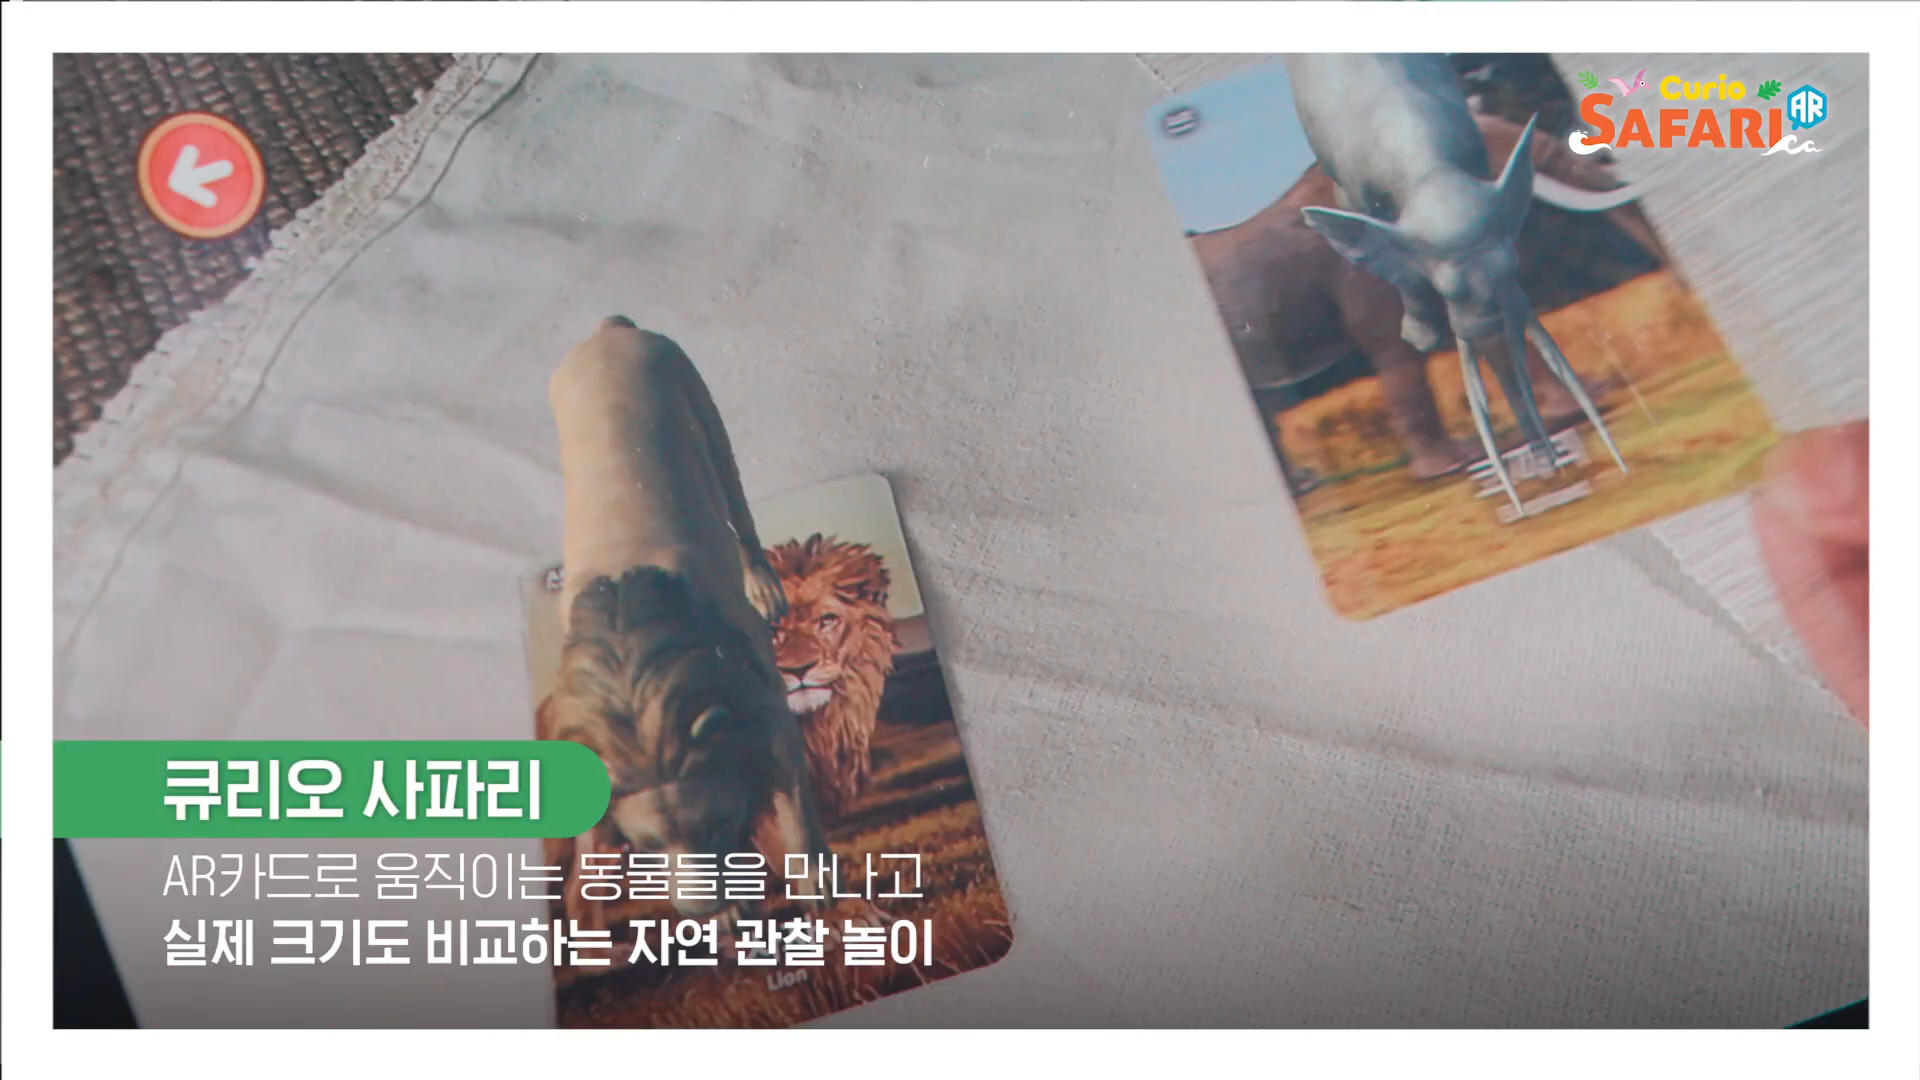 Curio
SAFARI AR
ca
큐리오 사파리
AR카드로 움직이는 동물들을 만나고
실제 크기도 비교하는 자연 관찰 놀이
Lion